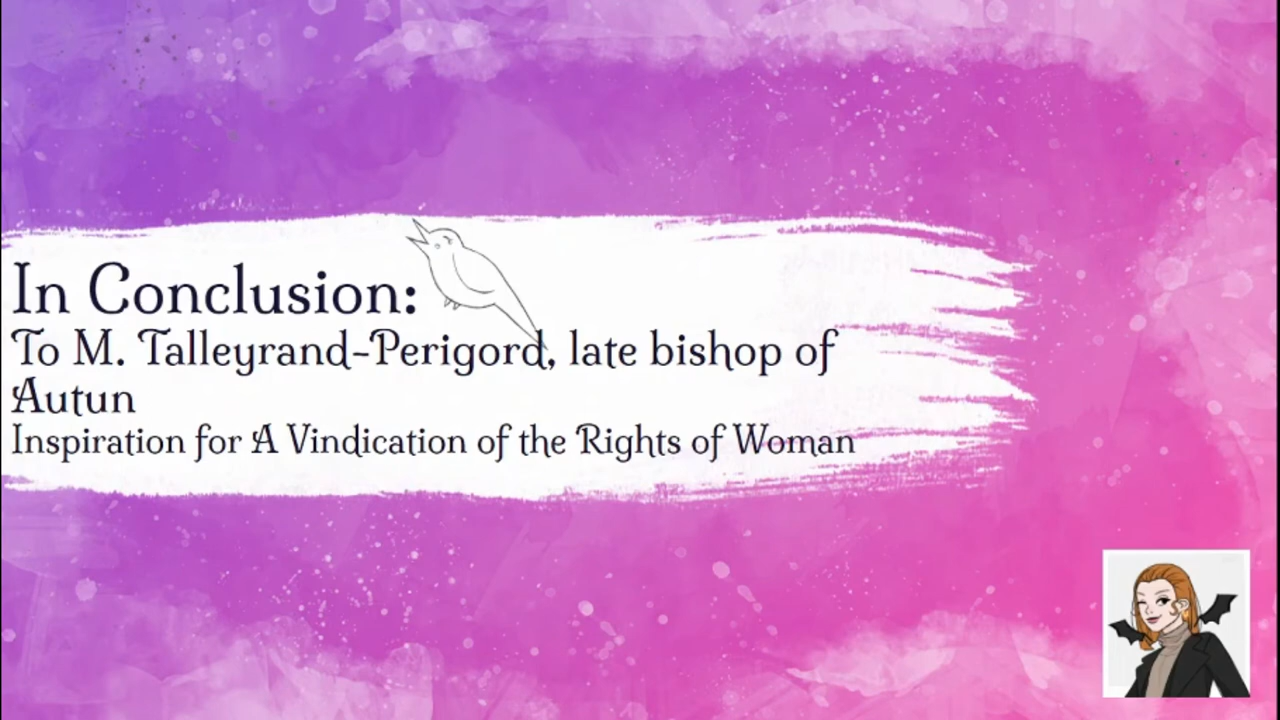 In Conclusion:
To M. Talleyrand-Perigord, late bishop of
Autun
Inspiration for A Vindication of the Rights of Woman